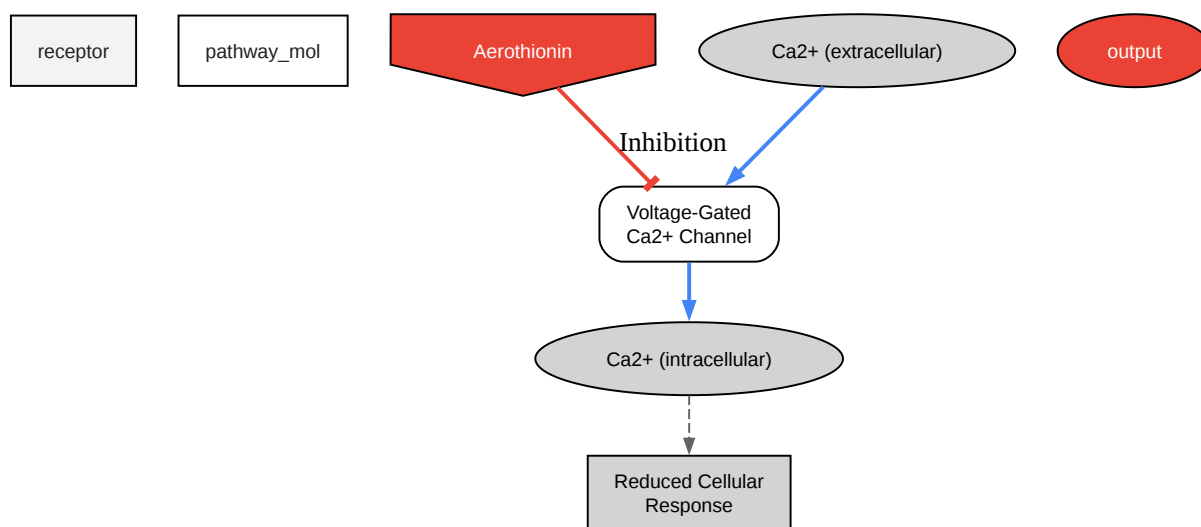 receptor
pathway_mol
Aerothionin
Ca2+ (extracellular)
output
Inhibition
Voltage-Gated
Ca2+ Channel
Ca2+ (intracellular)
Reduced Cellular
Response